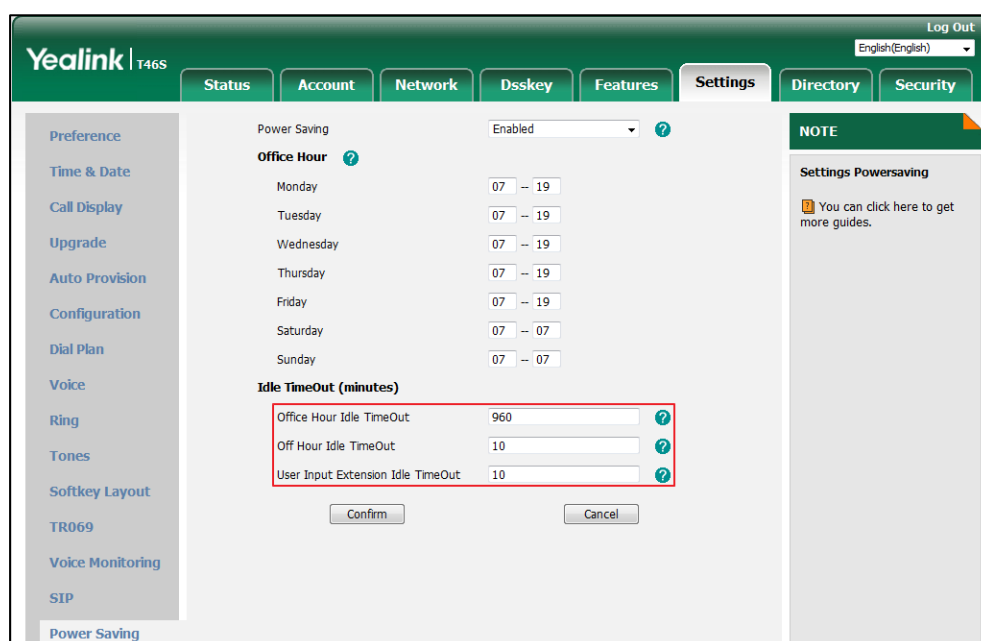 Log Out
English(English)
Yealink | T46S
Status Account Network Dsskey Features Settings Directory Security
Preference
Time & Date
Call Display
Upgrade
Auto Provision
Configuration
Dial Plan
Voice
Ring
Tones
Softkey Layout
TR069
Voice Monitoring
SIP
Power Saving
Power Saving Enabled ?
Office Hour ?
Monday 07 -- 19
Tuesday 07 -- 19
Wednesday 07 -- 19
Thursday 07 -- 19
Friday 07 -- 19
Saturday 07 -- 07
Sunday 07 -- 07
Idle TimeOut (minutes)
Office Hour Idle TimeOut 960 ?
Off Hour Idle TimeOut 10 ?
User Input Extension Idle TimeOut 10 ?
Confirm Cancel
NOTE
Settings Powersaving
? You can click here to get
more guides.